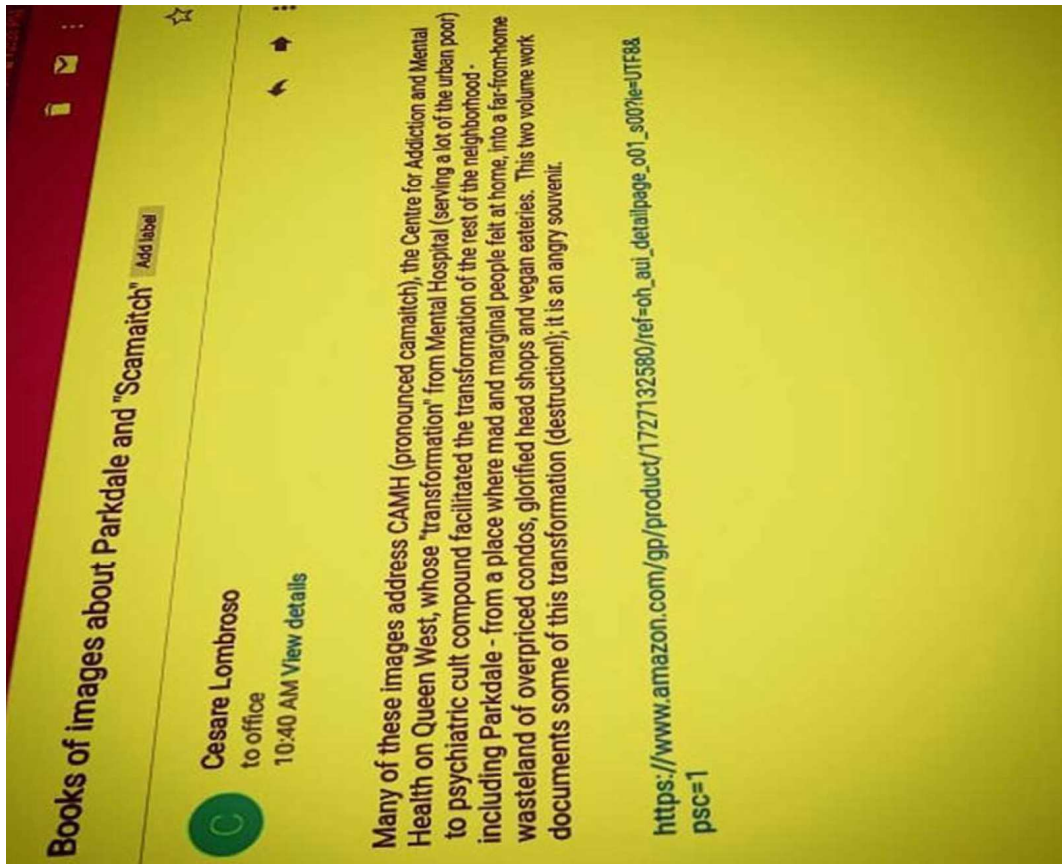 Books of images about Parkdale and "Scamaitch" Add label
Cesare Lombroso
to office
10:40 AM View details
C
Many of these images address CAMH (pronounced camaitch), the Centre for Addiction and Mental
Health on Queen West, whose "transformation" from Mental Hospital (serving a lot of the urban poor)
to psychiatric cult compound facilitated the transformation of the rest of the neighborhood -
including Parkdale - from a place where mad and marginal people felt at home, into a far-from-home
wasteland of overpriced condos, glorified head shops and vegan eateries. This two volume work
documents some of this transformation (destruction!); it is an angry souvenir.
https://www.amazon.com/gp/product/1727132580/ref=oh_aui_detailpage_o01_s00?ie=UTF8&
psc=1